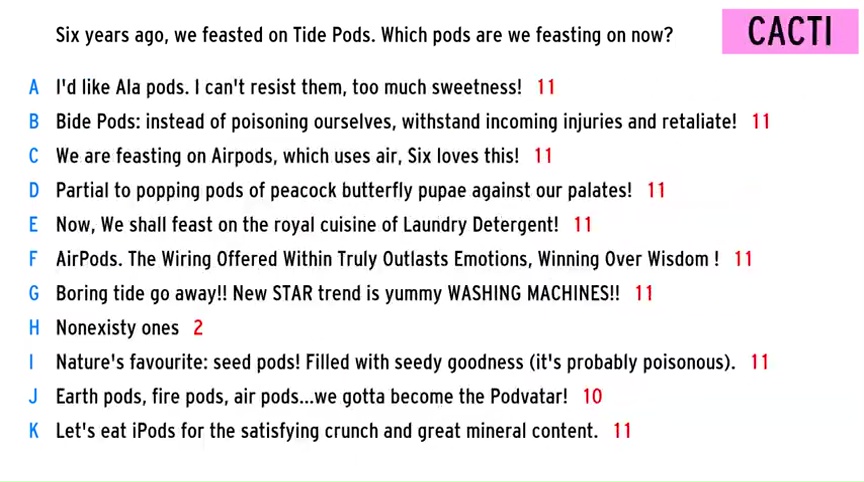 Six years ago, we feasted on Tide Pods. Which pods are we feasting on now?
CACTI
A I'd like Ala pods. I can't resist them, too much sweetness! 11
B Bide Pods: instead of poisoning ourselves, withstand incoming injuries and retaliate! 11
C We are feasting on Airpods, which uses air, Six loves this! 11
D Partial to popping pods of peacock butterfly pupae against our palates! 11
E Now, We shall feast on the royal cuisine of Laundry Detergent! 11
F AirPods. The Wiring Offered Within Truly Outlasts Emotions, Winning Over Wisdom ! 11
G Boring tide go away!! New STAR trend is yummy WASHING MACHINES!! 11
H Nonexisty ones 2
I Nature's favourite: seed pods! Filled with seedy goodness (it's probably poisonous). 11
J Earth pods, fire pods, air pods...we gotta become the Podvatar! 10
K Let's eat iPods for the satisfying crunch and great mineral content. 11